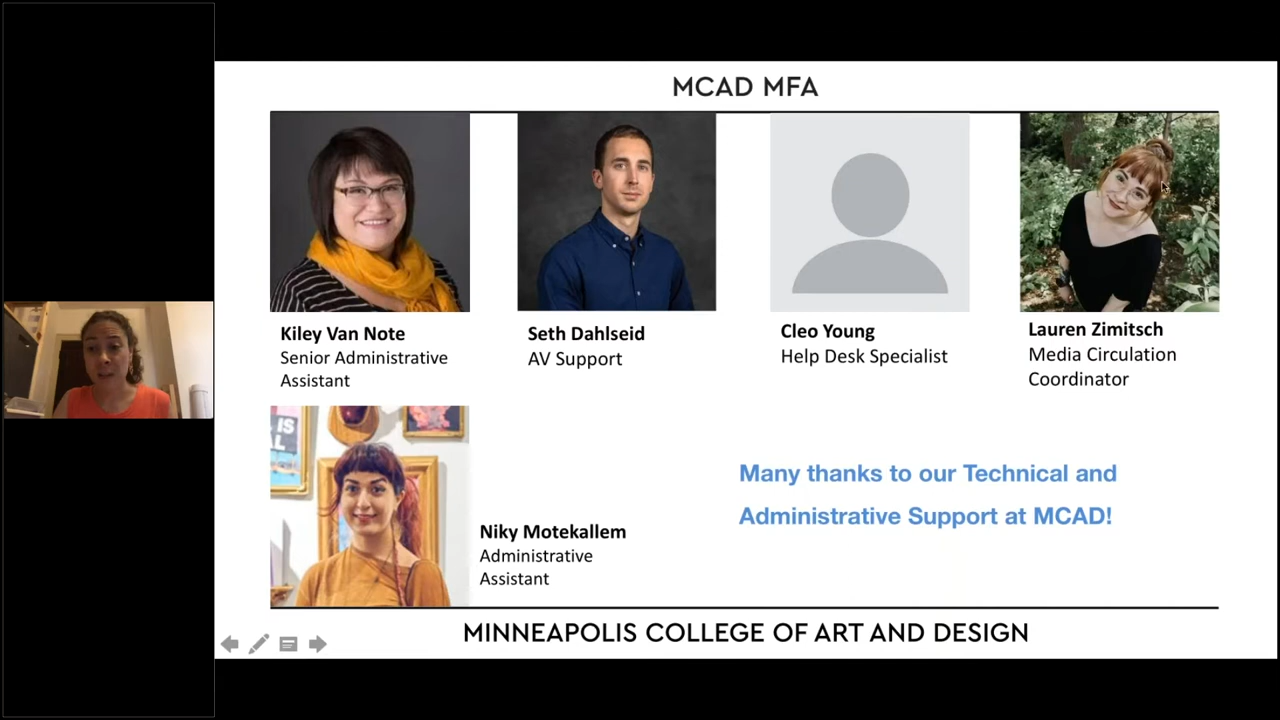 MCAD MFA
Kiley Van Note
Senior Administrative
Assistant
Seth Dahlseid
AV Support
Cleo Young
Help Desk Specialist
Lauren Zimitsch
Media Circulation
Coordinator
IS
Niky Motekallem
Administrative
Assistant
Many thanks to our Technical and
Administrative Support at MCAD!
MINNEAPOLIS COLLEGE OF ART AND DESIGN